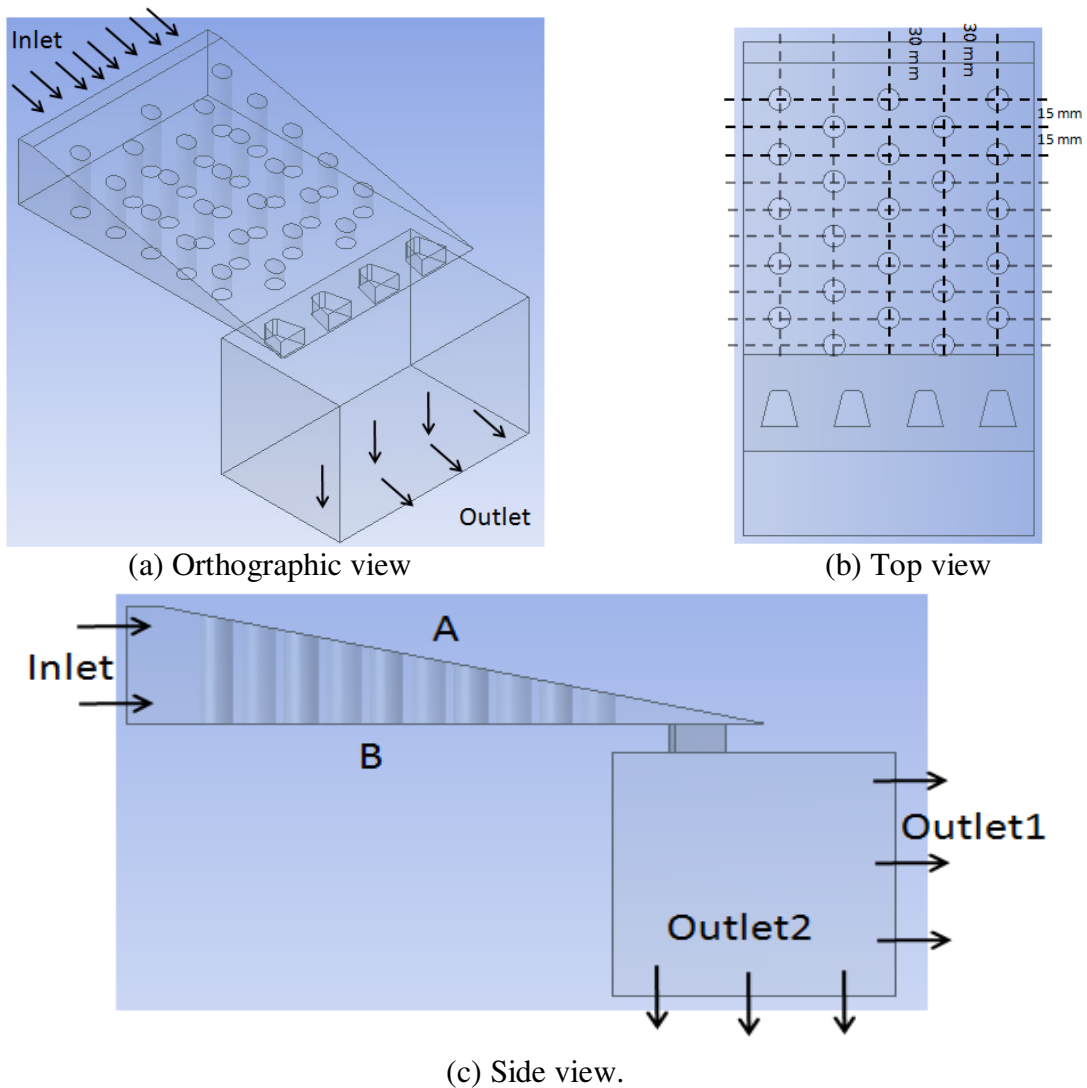 Inlet
Outlet
30 mm
30 mm
15 mm
15 mm
(a) Orthographic view
(b) Top view
A
Inlet
B
Outlet1
Outlet2
(c) Side view.